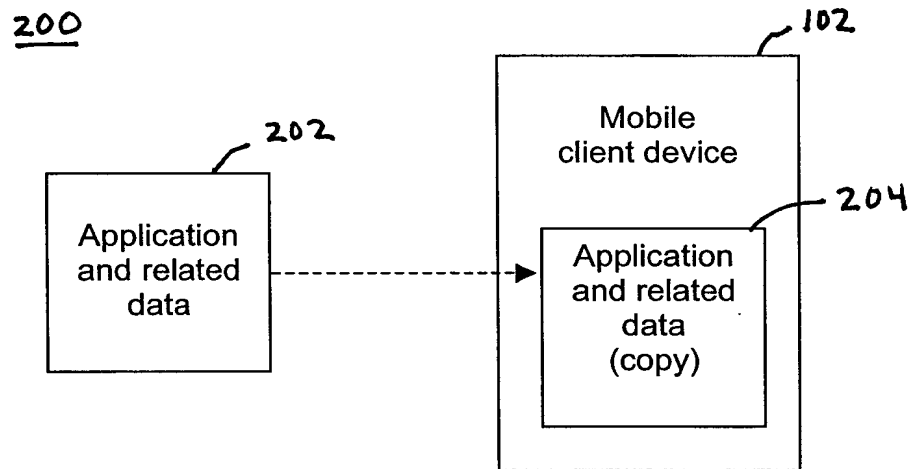 200
102
Mobile
client device
202
204
Application
and related
data
Application
and related
data
(copy)